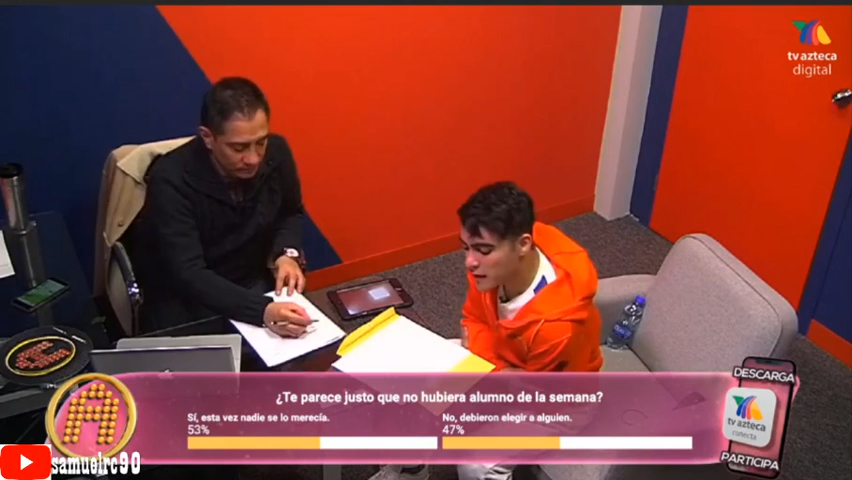 tv azteca
digital
¿Te parece justo que no hubiera alumno de la semana?
Sí, esta vez nadie se lo merecía.
53%
No, debieron elegir a alguien.
47%
DESCARGA
tv azteca
conecta
PARTICIPA
A
samuelrc90